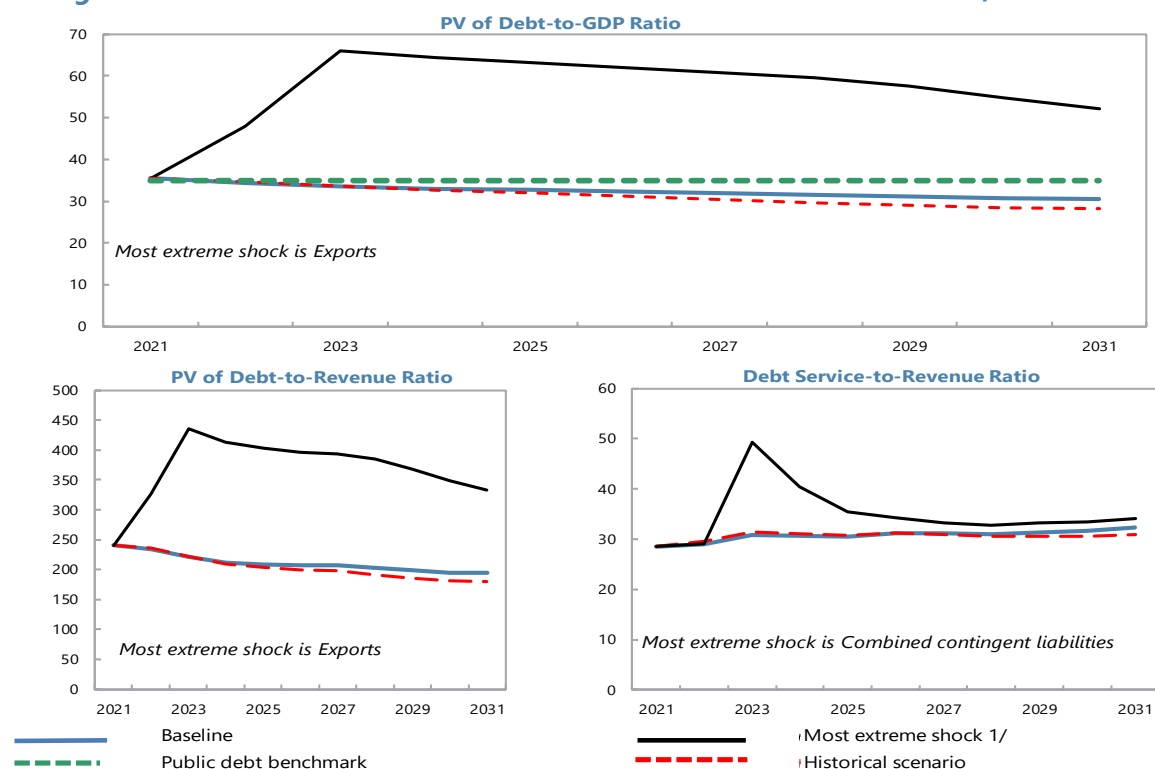 PV of Debt-to-GDP Ratio
70
60
50
40
30
20
10
0
Most extreme shock is Exports
2021 2023 2025 2027 2029 2031
PV of Debt-to-Revenue Ratio
500
450
400
350
300
250
200
150
100
50
0
Most extreme shock is Exports
2021 2023 2025 2027 2029 2031
Debt Service-to-Revenue Ratio
60
50
40
30
20
10
0
Most extreme shock is Combined contingent liabilities
2021 2023 2025 2027 2029 2031
Baseline
Public debt benchmark
Most extreme shock 1/
Historical scenario